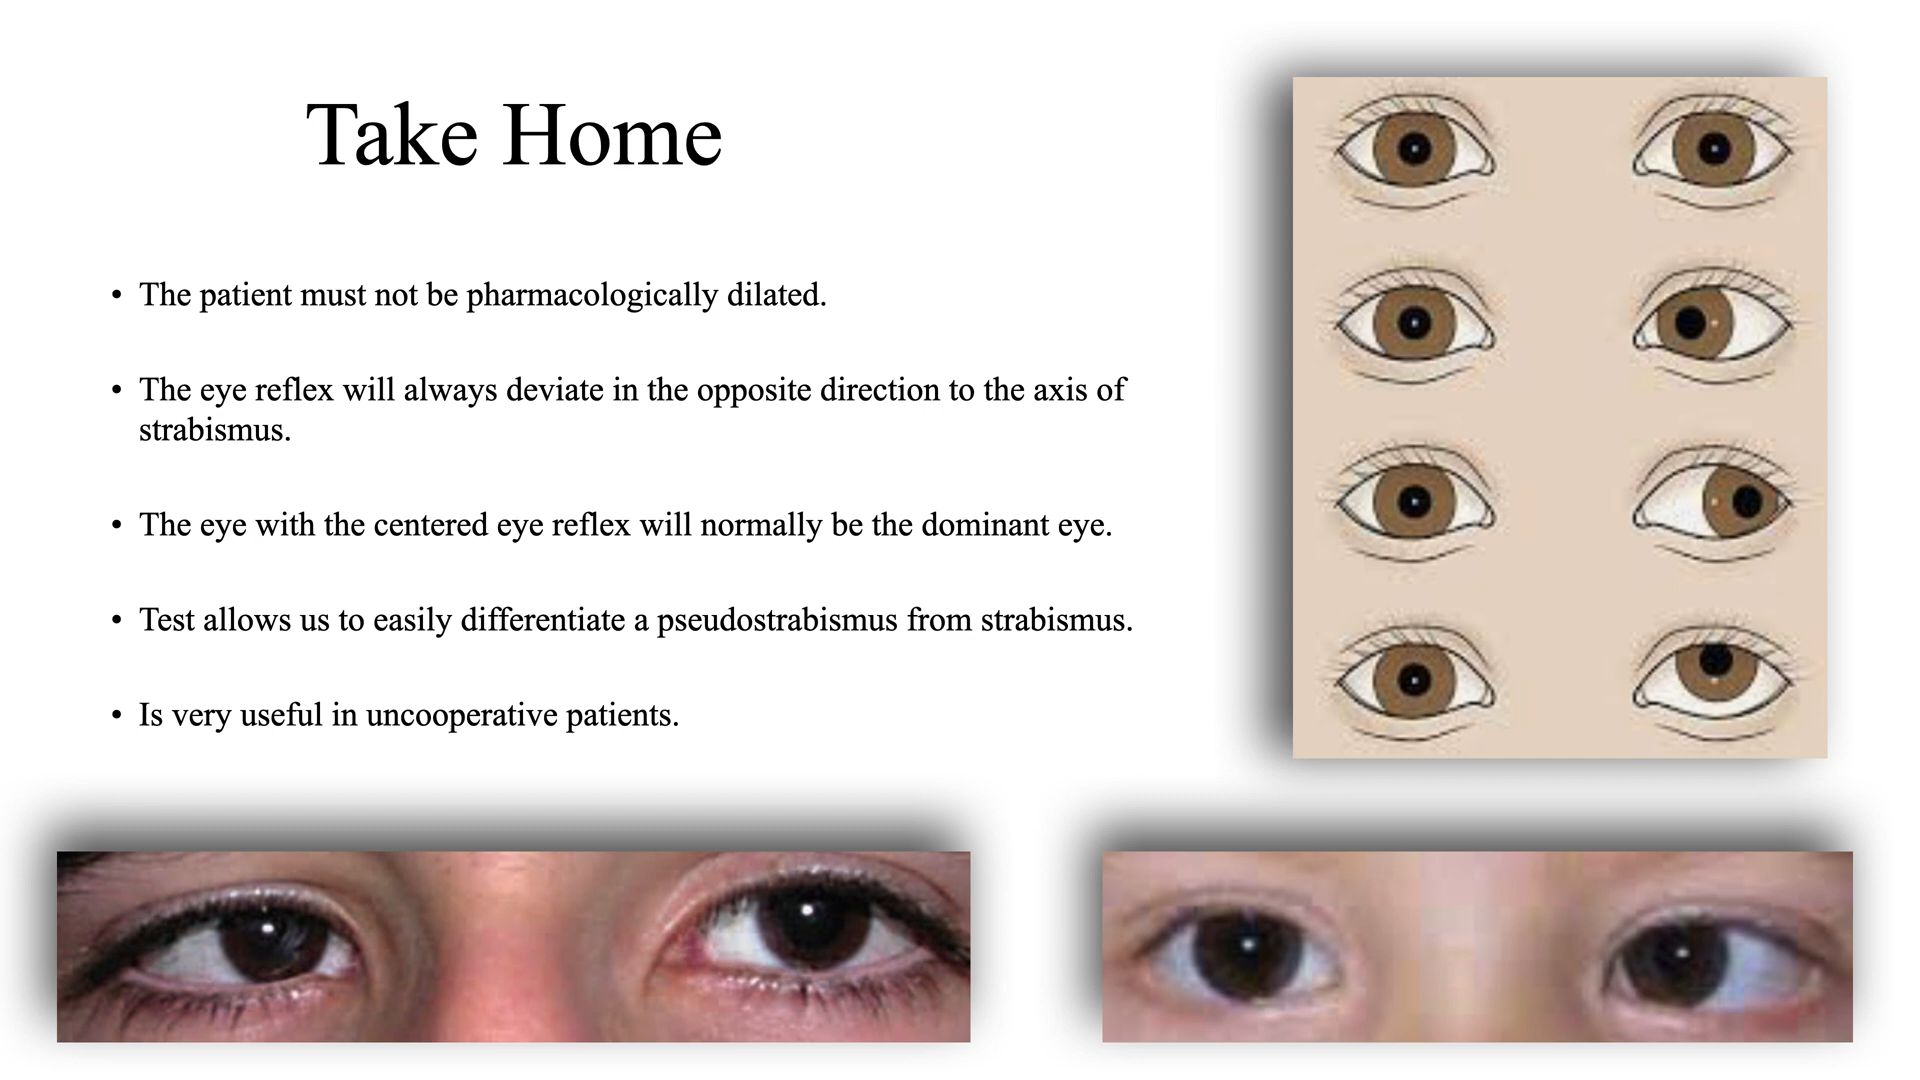 Take Home
• The patient must not be pharmacologically dilated.
• The eye reflex will always deviate in the opposite direction to the axis of
strabismus.
• The eye with the centered eye reflex will normally be the dominant eye.
• Test allows us to easily differentiate a pseudostrabismus from strabismus.
• Is very useful in uncooperative patients.